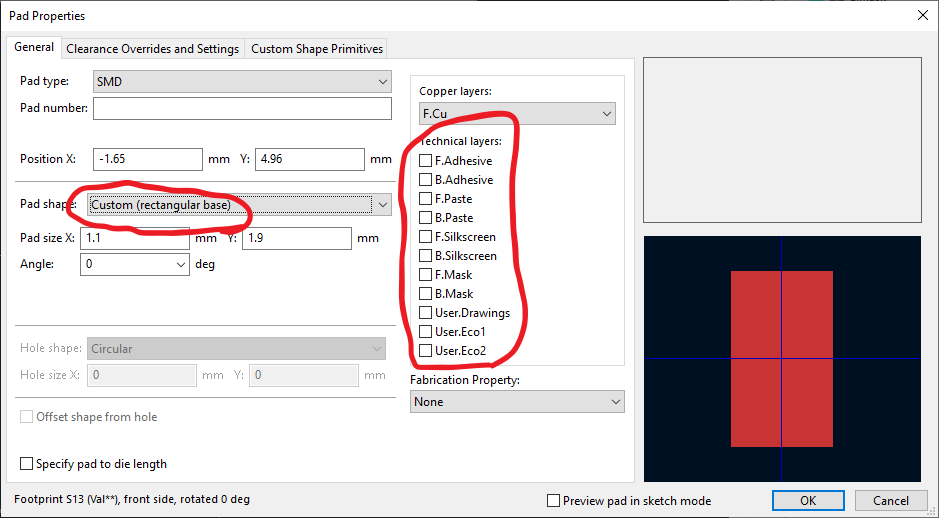 Pad Properties
General
Clearance Overrides and Settings
Custom Shape Primitives
Pad type:
SMD
Pad number:
Position X:
-1.65
mm
Y:
4.96
mm
Pad shape:
Custom (rectangular base)
Pad size X:
1.1
mm
Y:
1.9
mm
Angle:
0
deg
Hole shape:
Circular
Hole size X:
0
mm
Y:
0
mm
Offset shape from hole
Specify pad to die length
Copper layers:
F.Cu
Technical layers:
F.Adhesive
B.Adhesive
F.Paste
B.Paste
F.Silkscreen
B.Silkscreen
F.Mask
B.Mask
User.Drawings
User.Eco1
User.Eco2
Fabrication Property:
None
Footprint S13 (Val**), front side, rotated 0 deg
Preview pad in sketch mode
OK
Cancel